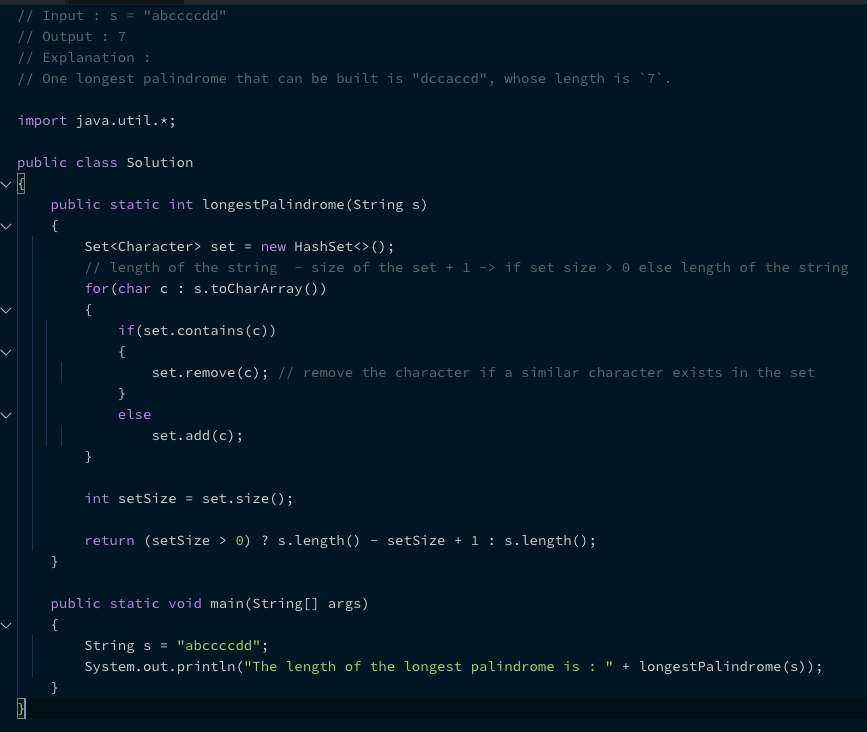 // Input : s = "abccccdd"
// Output : 7
// Explanation :
// One longest palindrome that can be built is "dccaccd", whose length is `7`.
import java.util.*;
public class Solution
{
public static int longestPalindrome(String s)
{
Set<Character> set = new HashSet<>();
// length of the string  - size of the set + 1 -> if set size > 0 else length of the string
for(char c : s.toCharArray())
{
if(set.contains(c))
{
set.remove(c); // remove the character if a similar character exists in the set
}
else
set.add(c);
}
int setSize = set.size();
return (setSize > 0) ? s.length() - setSize + 1 : s.length();
}
public static void main(String[] args)
{
String s = "abccccdd";
System.out.println("The length of the longest palindrome is : " + longestPalindrome(s));
}
}